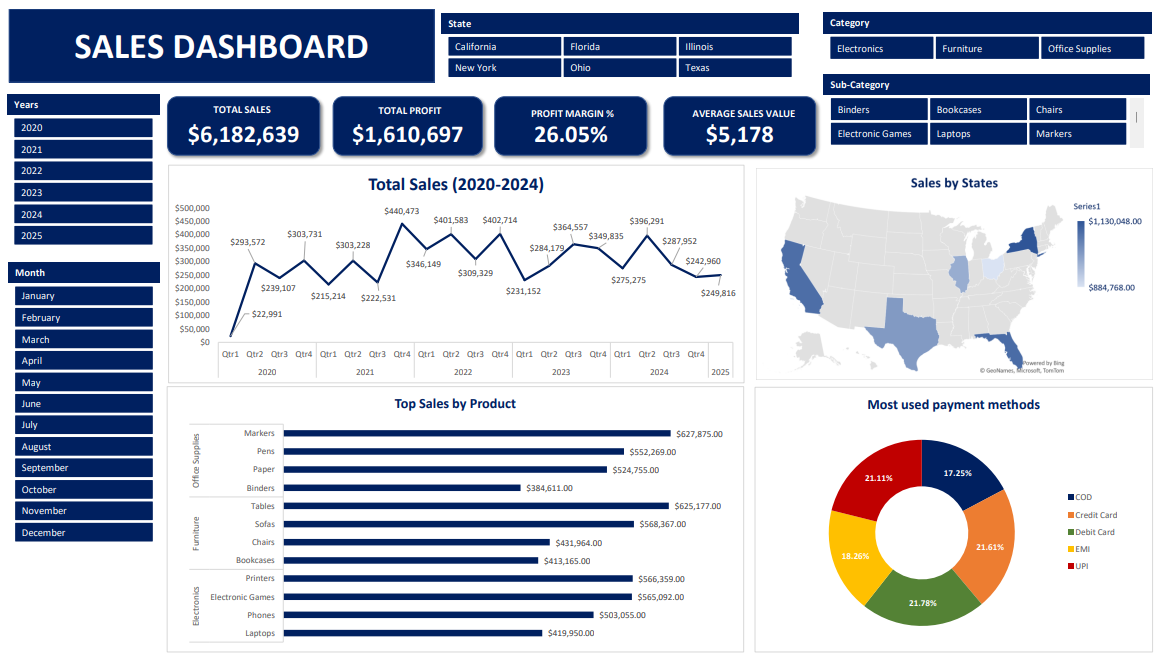 SALES DASHBOARD
State
California Florida Illinois
New York Ohio Texas
Category
Electronics Furniture Office Supplies
Sub-Category
Binders Bookcases Chairs
Electronic Games Laptops Markers
Years
2020
2021
2022
2023
2024
2025
Month
January
February
March
April
May
June
July
August
September
October
November
December
TOTAL SALES
$6,182,639
TOTAL PROFIT
$1,610,697
PROFIT MARGIN %
26.05%
AVERAGE SALES VALUE
$5,178
Total Sales (2020-2024)
$500,000
$450,000
$400,000
$350,000
$300,000
$250,000
$200,000
$150,000
$100,000
$50,000
$0
$22,991
$293,572
$239,107
$303,731
$215,214
$303,228
$222,531
$440,473
$346,149
$401,583
$309,329
$402,714
$231,152
$284,179
$364,557
$349,835
$275,275
$396,291
$287,952
$242,960
$249,816
Qtr1 Qtr2 Qtr3 Qtr4 Qtr1 Qtr2 Qtr3 Qtr4 Qtr1 Qtr2 Qtr3 Qtr4 Qtr1 Qtr2 Qtr3 Qtr4 Qtr1 Qtr2 Qtr3 Qtr4
2020 2021 2022 2023 2024 2025
Sales by States
Series1
$1,130,048.00
$884,768.00
Powered by Bing
© GeoNames, Microsoft, TomTom
Top Sales by Product
Office Supplies
Markers $627,875.00
Pens $552,269.00
Paper $524,755.00
Binders $384,611.00
Furniture
Tables $625,177.00
Sofas $568,367.00
Chairs $431,964.00
Bookcases $413,165.00
Electronics
Printers $566,359.00
Electronic Games $565,092.00
Phones $503,055.00
Laptops $419,950.00
Most used payment methods
17.25%
21.61%
21.78%
18.26%
21.11%
COD
Credit Card
Debit Card
EMI
UPI